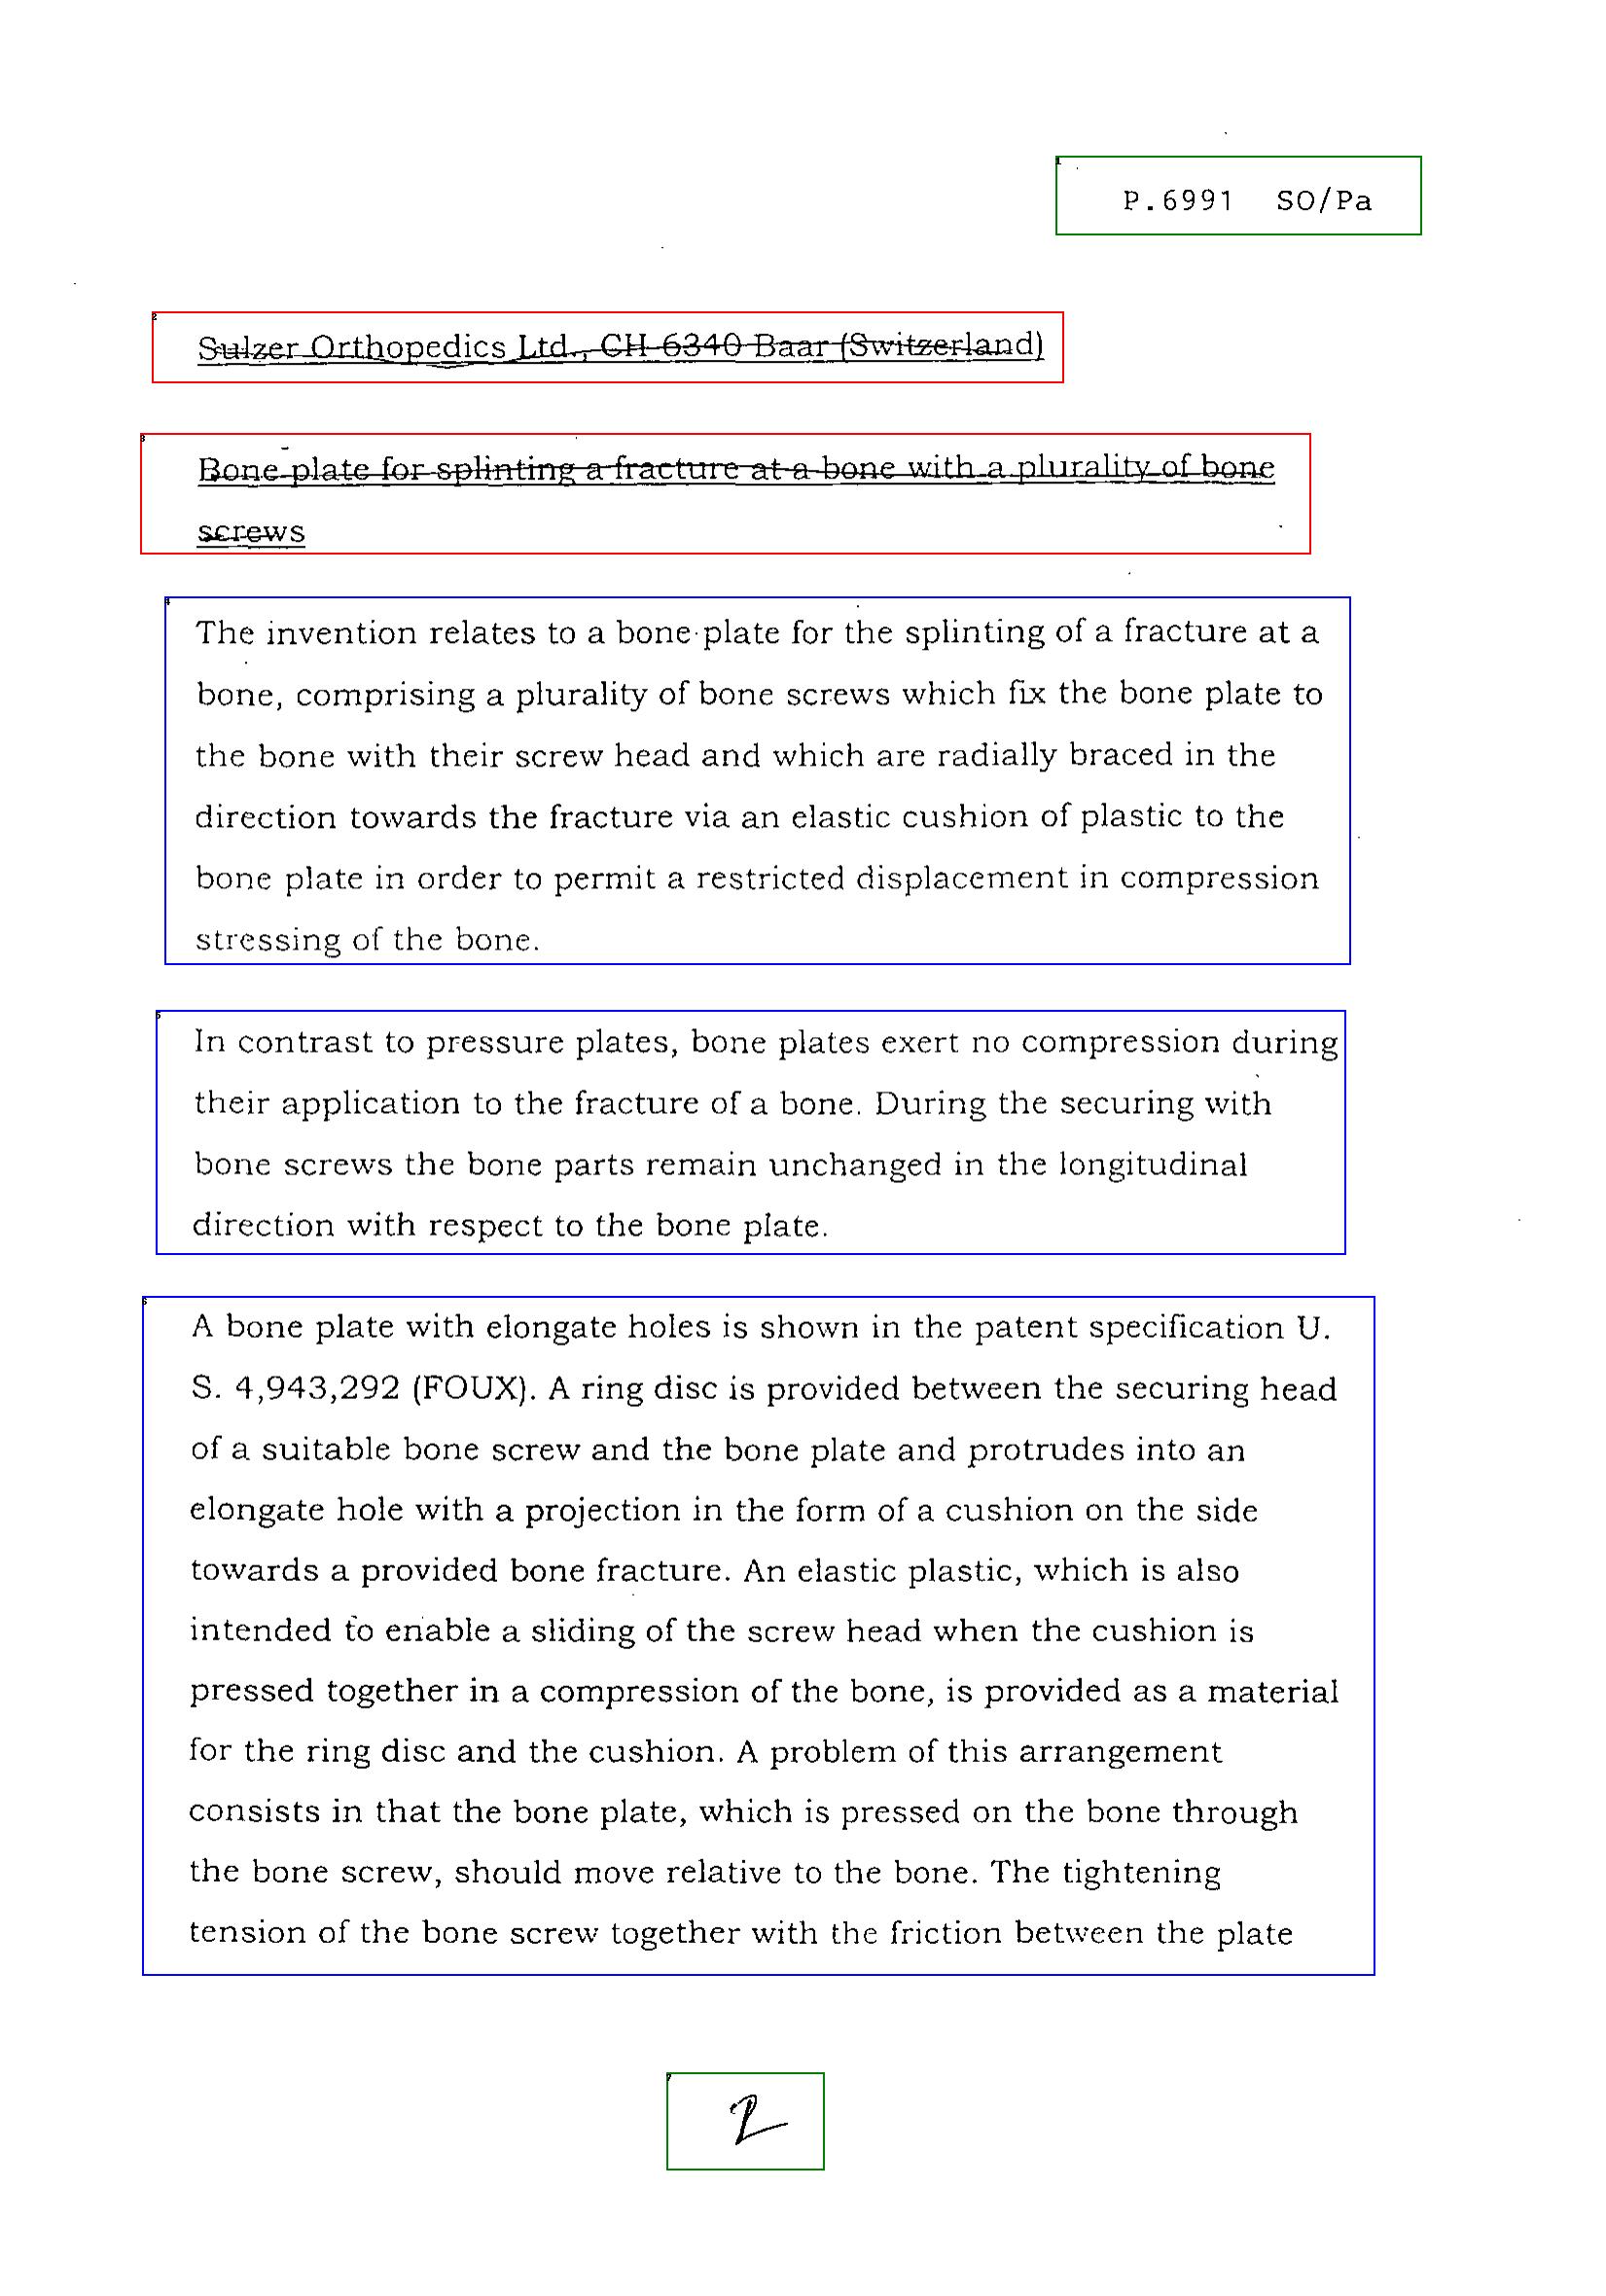 P.6991 SO/Pa
Sulzer Orthopedics Ltd., CH-6340 Baar (Switzerland)
Bone plate for splinting a fracture at a bone with a plurality of bone
screws
The invention relates to a bone plate for the splinting of a fracture at a
bone, comprising a plurality of bone screws which fix the bone plate to
the bone with their screw head and which are radially braced in the
direction towards the fracture via an elastic cushion of plastic to the
bone plate in order to permit a restricted displacement in compression
stressing of the bone.
In contrast to pressure plates, bone plates exert no compression during
their application to the fracture of a bone. During the securing with
bone screws the bone parts remain unchanged in the longitudinal
direction with respect to the bone plate.
A bone plate with elongate holes is shown in the patent specification U.
S. 4,943,292 (FOUX). A ring disc is provided between the securing head
of a suitable bone screw and the bone plate and protrudes into an
elongate hole with a projection in the form of a cushion on the side
towards a provided bone fracture. An elastic plastic, which is also
intended to enable a sliding of the screw head when the cushion is
pressed together in a compression of the bone, is provided as a material
for the ring disc and the cushion. A problem of this arrangement
consists in that the bone plate, which is pressed on the bone through
the bone screw, should move relative to the bone. The tightening
tension of the bone screw together with the friction between the plate
2